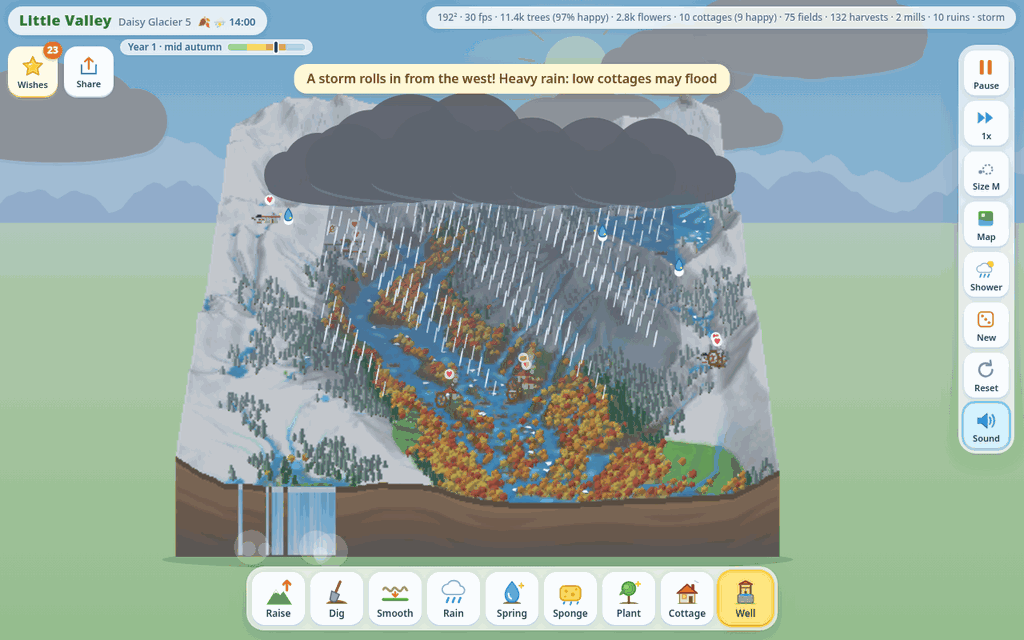 Little Valley Daisy Glacier 5 14:00
192² · 30 fps · 11.4k trees (97% happy) · 2.8k flowers · 10 cottages (9 happy) · 75 fields · 132 harvests · 2 mills · 10 ruins · storm
Year 1 · mid autumn
23
Wishes
Share
A storm rolls in from the west! Heavy rain: low cottages may flood
Pause
1x
Size M
Map
Shower
New
Reset
Sound
Raise
Dig
Smooth
Rain
Spring
Sponge
Plant
Cottage
Well